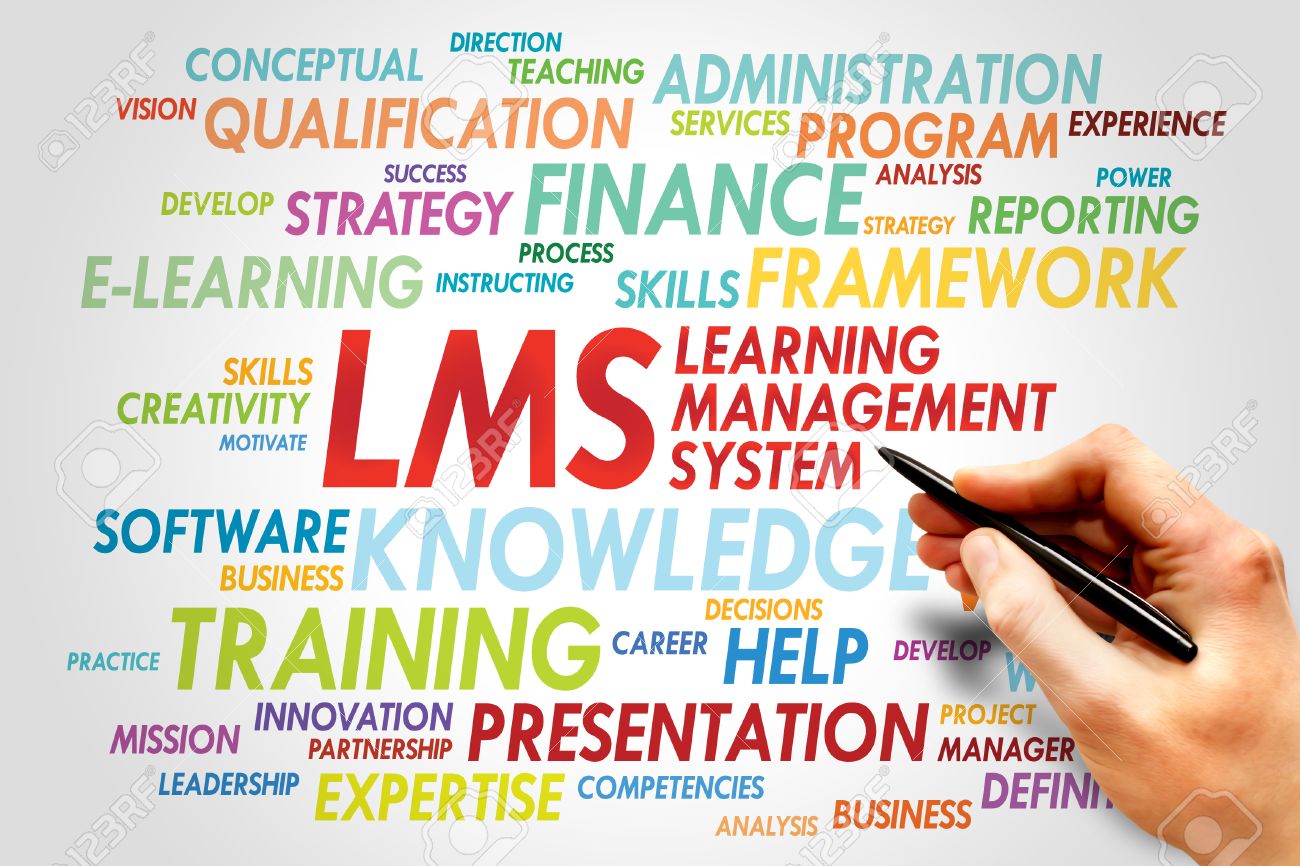 DIRECTION
CONCEPTUAL
TEACHING
ADMINISTRATION
VISION
QUALIFICATION
SERVICES
PROGRAM
EXPERIENCE
SUCCESS
FINANCE
ANALYSIS
POWER
DEVELOP
STRATEGY
STRATEGY
REPORTING
PROCESS
E-LEARNING
INSTRUCTING
SKILLS
FRAMEWORK
LMS
LEARNING
MANAGEMENT
SYSTEM
SKILLS
CREATIVITY
MOTIVATE
SOFTWARE
KNOWLEDGE
BUSINESS
TRAINING
DECISIONS
CAREER
HELP
DEVELOP
PRACTICE
INNOVATION
PRESENTATION
PROJECT
MISSION
PARTNERSHIP
MANAGER
LEADERSHIP
EXPERTISE
COMPETENCIES
DEFINI
ANALYSIS
BUSINESS
123RF